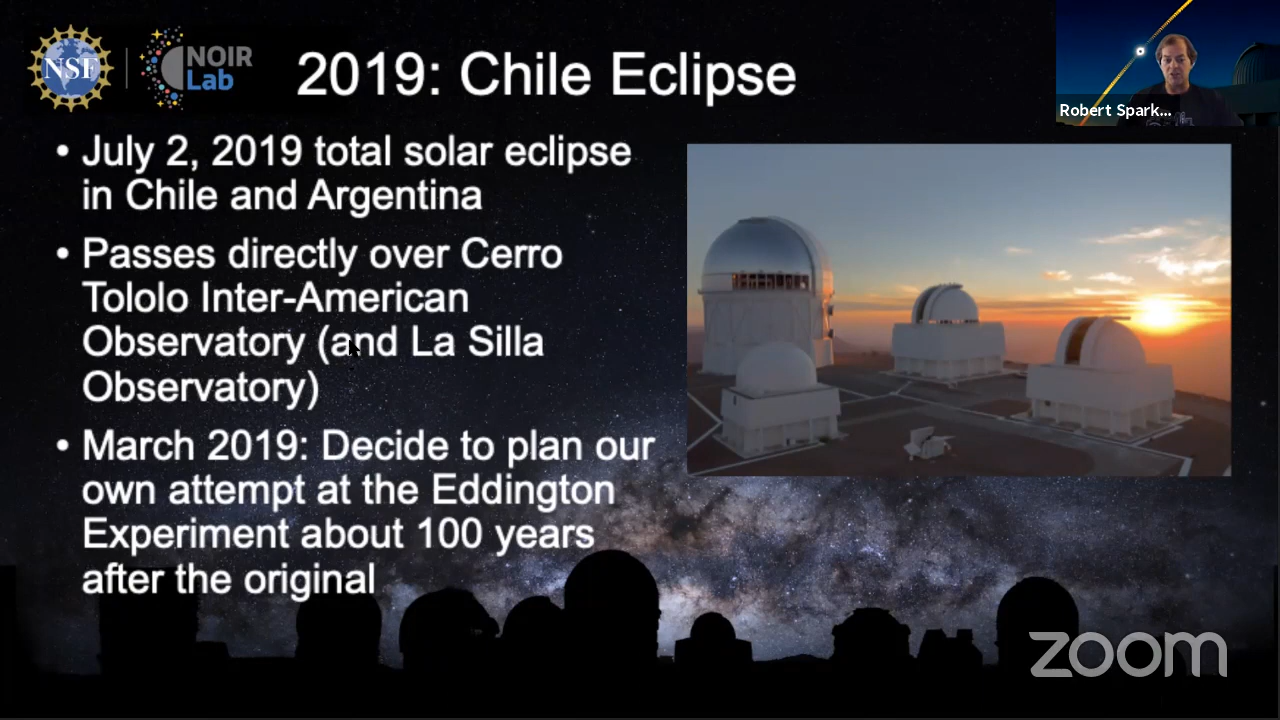 NSF
NOIR
Lab
2019: Chile Eclipse
Robert Spark...
• July 2, 2019 total solar eclipse
in Chile and Argentina
• Passes directly over Cerro
Tololo Inter-American
Observatory (and La Silla
Observatory)
• March 2019: Decide to plan our
own attempt at the Eddington
Experiment about 100 years
after the original
zoom